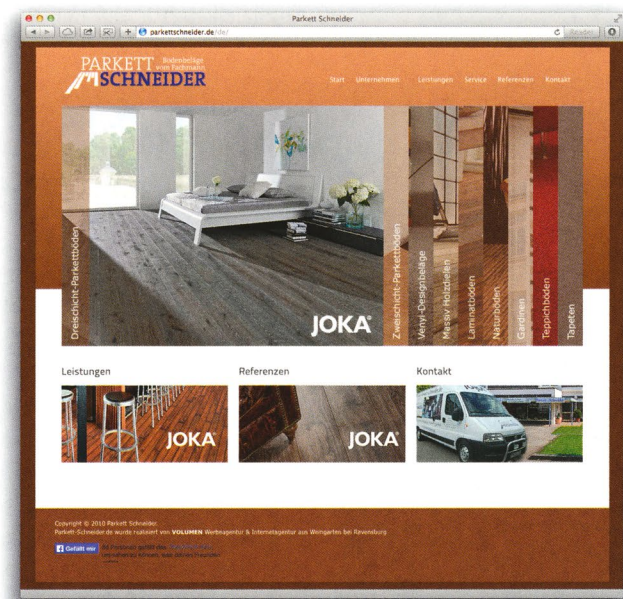 Parkett Schneider
parkettschneider.de/de/
Reader
PARKETT Bodenbeläge
vom Fachmann
SCHNEIDER
Start Unternehmen Leistungen Service Referenzen Kontakt
Dreischicht-Parkettböden
JOKA
Zweischicht-Parkettböden
Venyl-Designbeläge
Massiv Holzdielen
Laminatböden
Naturböden
Gardinen
Teppichböden
Tapeten
Leistungen Referenzen Kontakt
JOKA
JOKA
Copyright © 2010 Parkett Schneider.
Parkett-Schneider.de wurde realisiert von VOLUMEN Werbeagentur & Internetagentur aus Weingarten bei Ravensburg
Gefällt mir